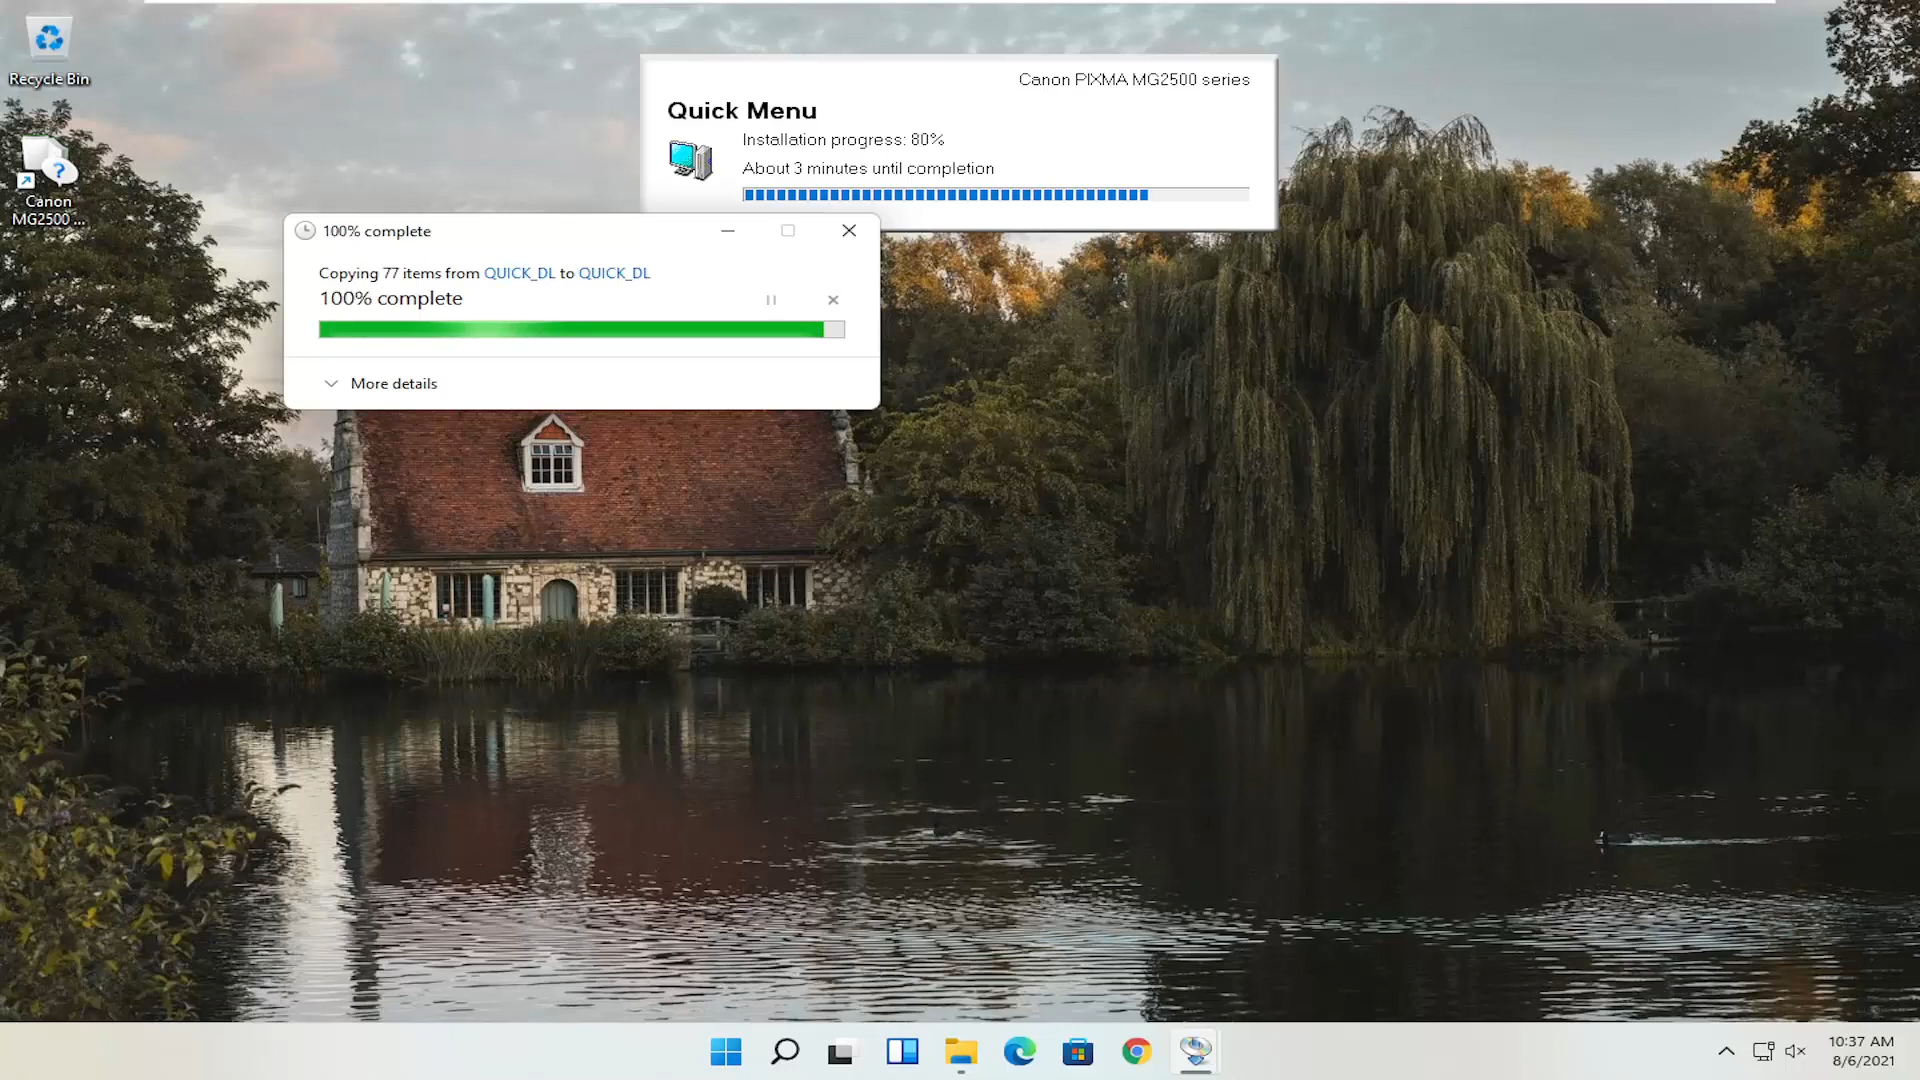 Recycle Bin
Canon
MG2500 ...
Canon PIXMA MG2500 series
Quick Menu
Installation progress: 80%
About 3 minutes until completion
100% complete
Copying 77 items from QUICK_DL to QUICK_DL
100% complete
More details
10:37 AM
8/6/2021